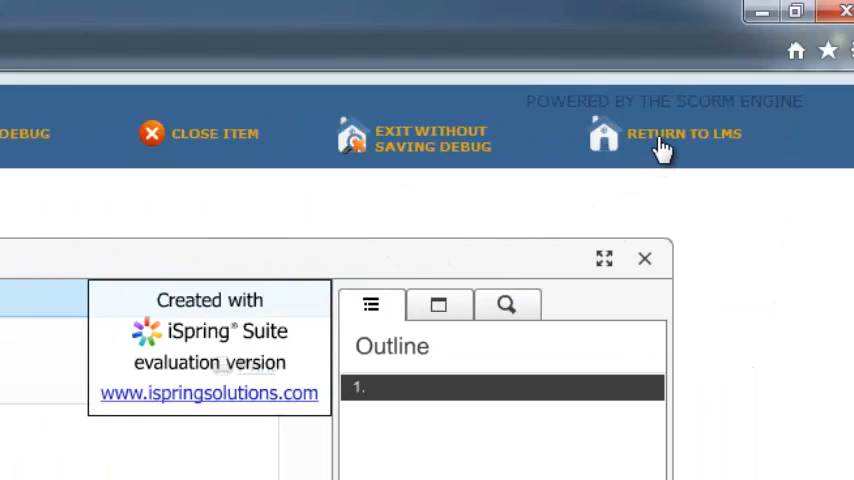 POWERED BY THE SCORM ENGINE
DEBUG
CLOSE ITEM
EXIT WITHOUT
SAVING DEBUG
RETURN TO LMS
Created with
iSpring® Suite
evaluation version
www.ispringsolutions.com
Outline
1.